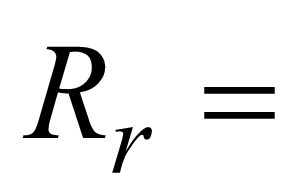 R_r =